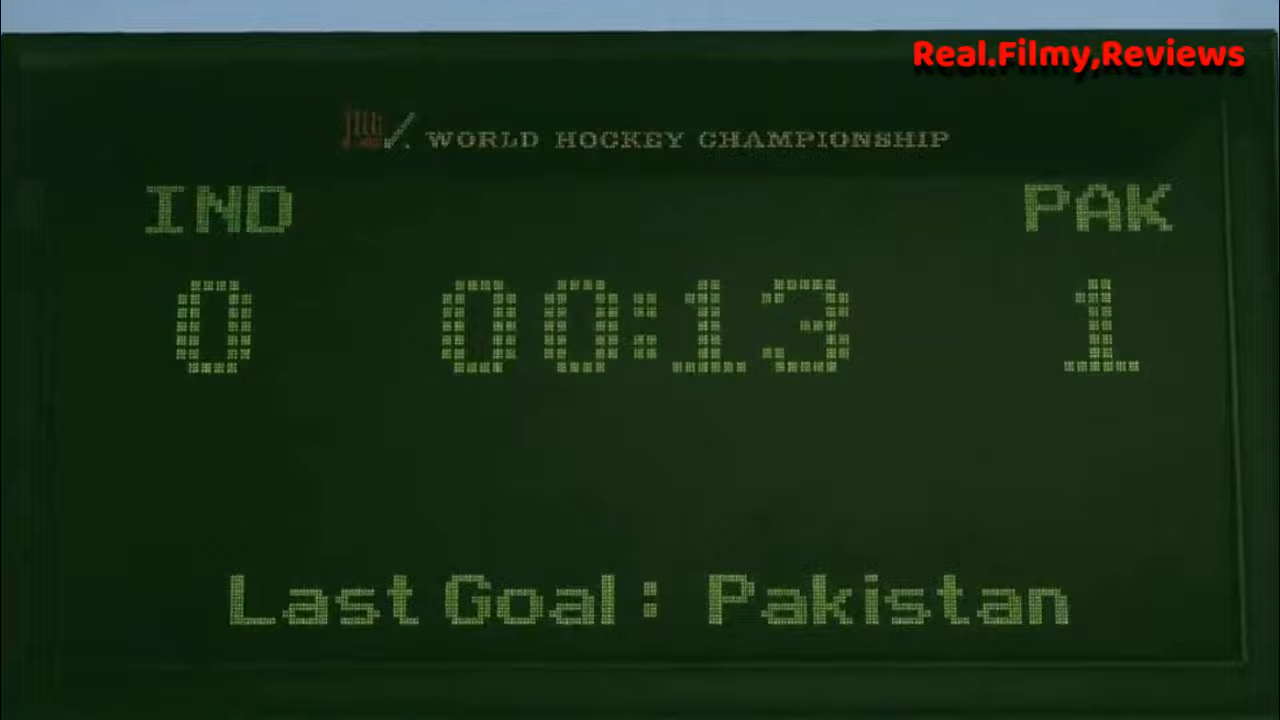 Real.Filmy,Reviews
WORLD HOCKEY CHAMPIONSHIP
IND
PAK
0
00:13
1
Last Goal: Pakistan